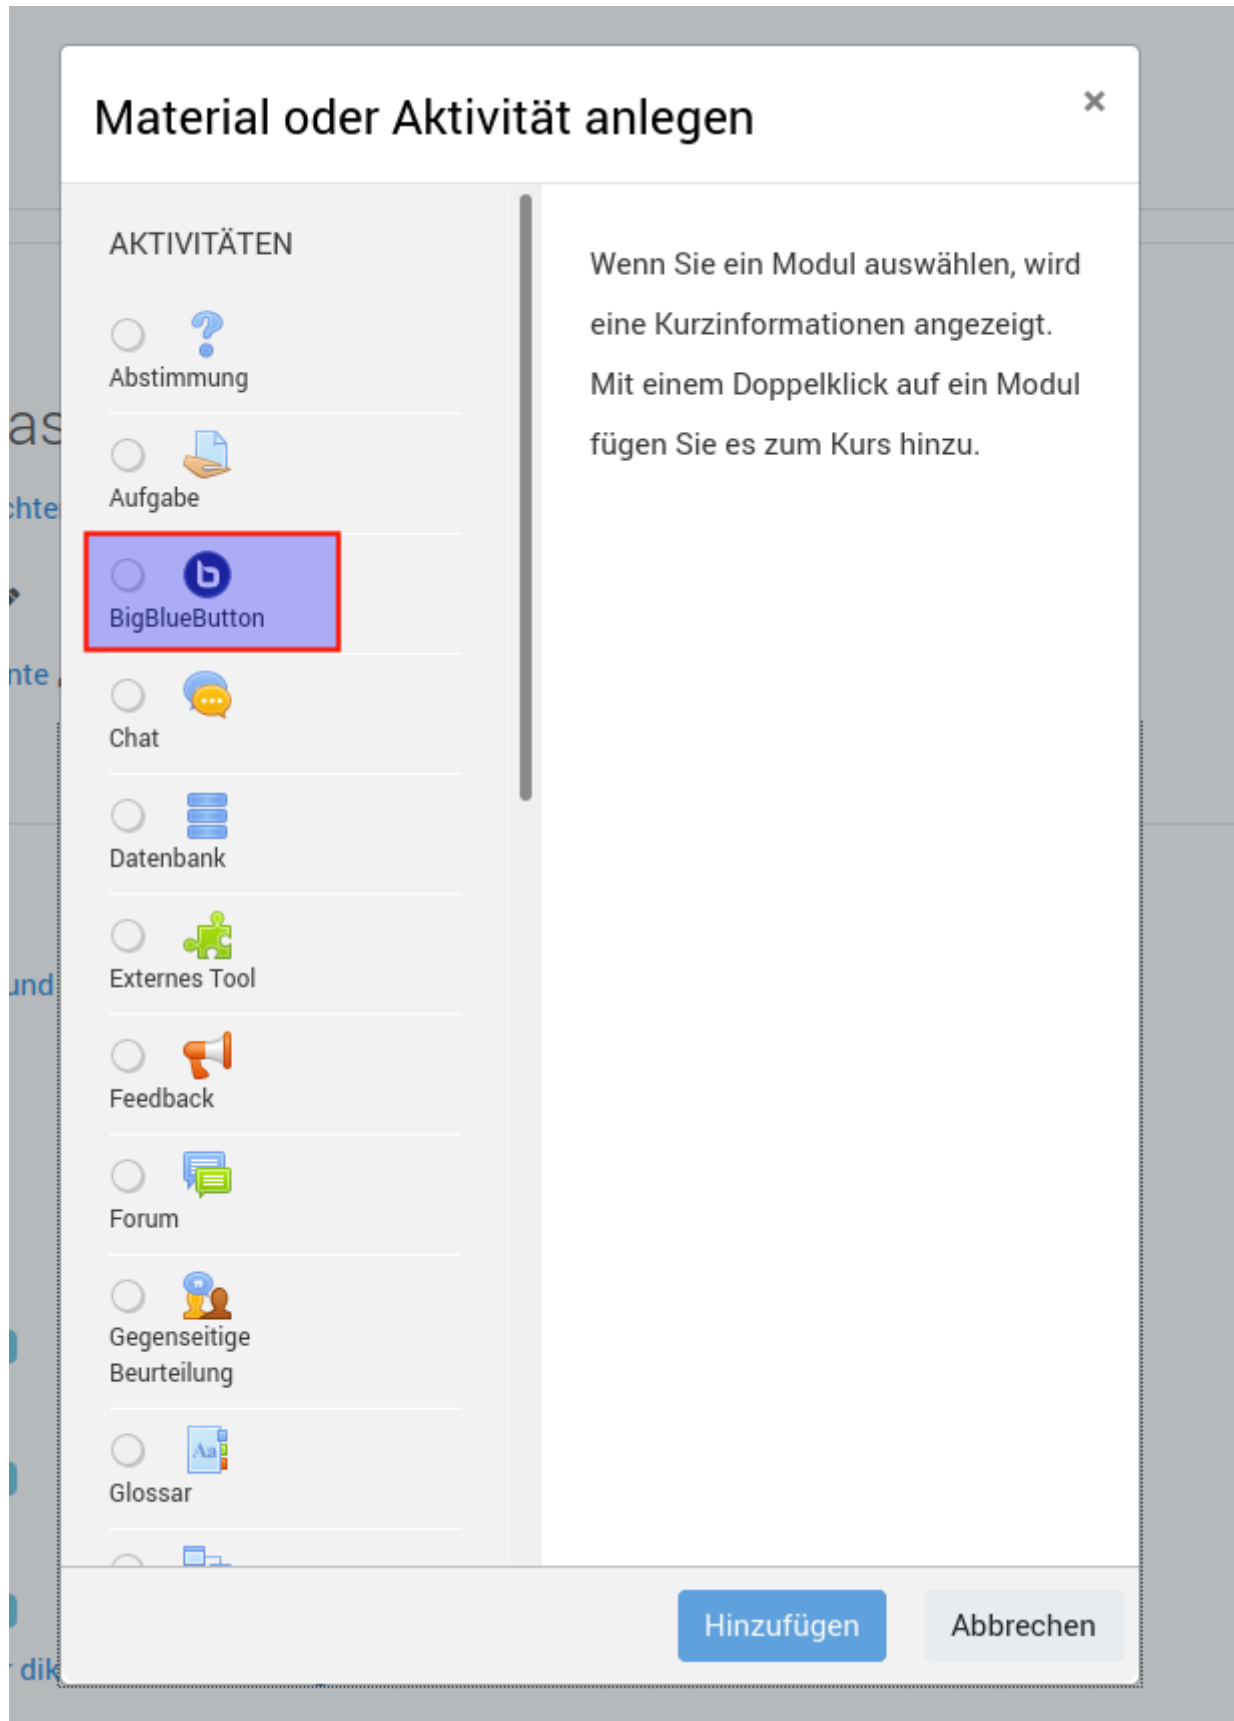 Material oder Aktivität anlegen
×
AKTIVITÄTEN
Abstimmung
Aufgabe
BigBlueButton
Chat
Datenbank
Externes Tool
Feedback
Forum
Gegenseitige
Beurteilung
Aa
Glossar
Wenn Sie ein Modul auswählen, wird
eine Kurzinformationen angezeigt.
Mit einem Doppelklick auf ein Modul
fügen Sie es zum Kurs hinzu.
Hinzufügen
Abbrechen
und